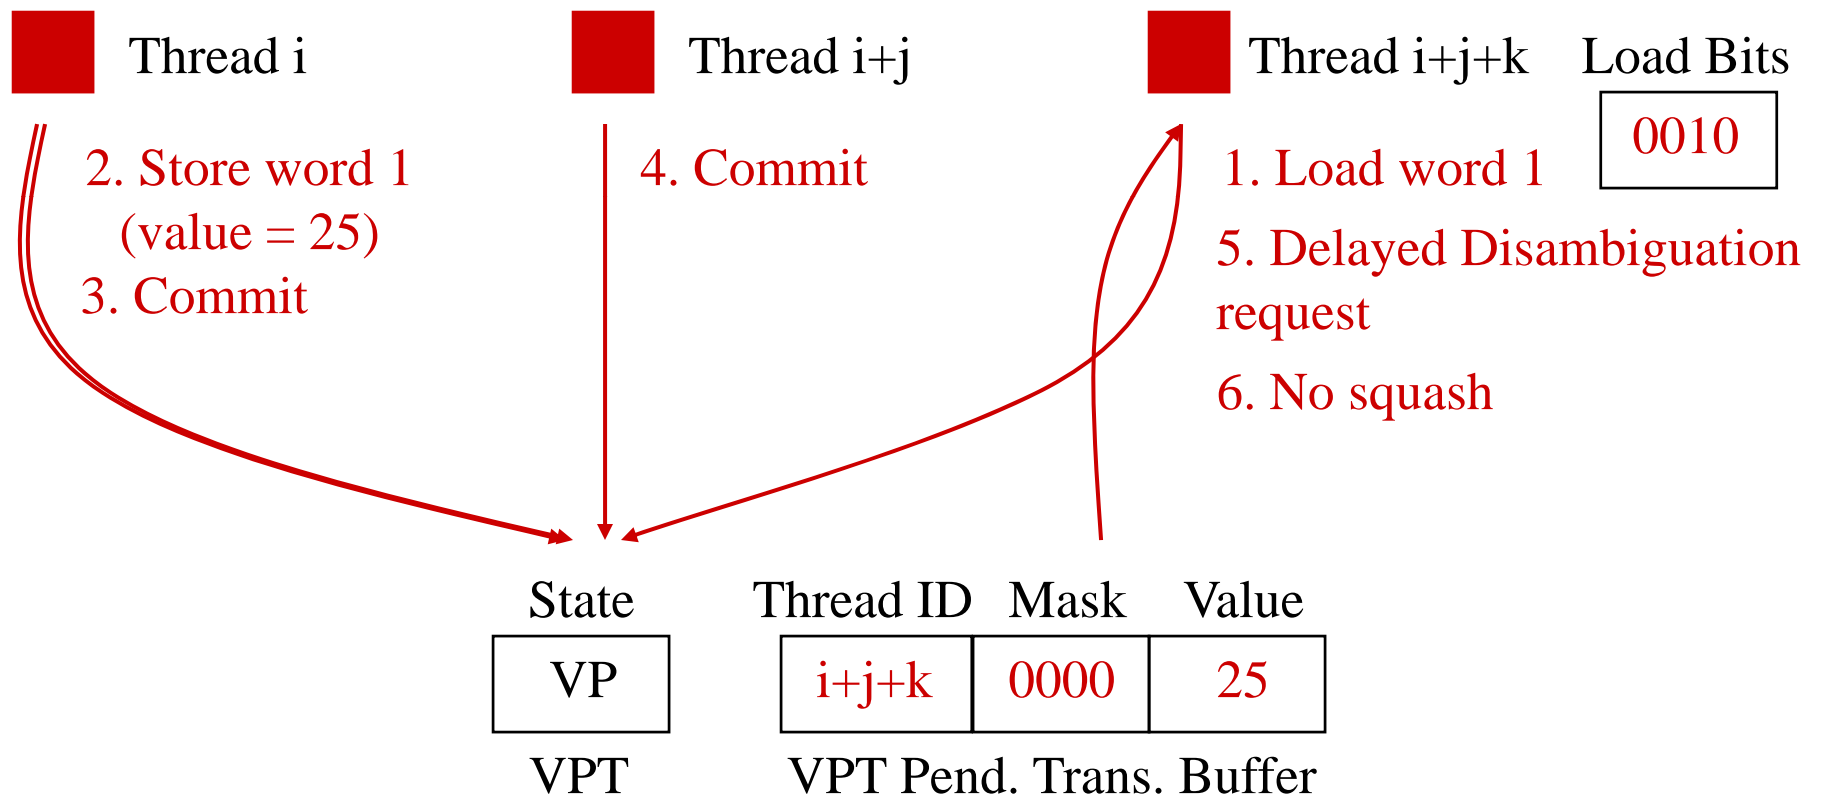 Thread i
Thread i+j
Thread i+j+k
Load Bits
0010
2. Store word 1
(value = 25)
3. Commit
4. Commit
1. Load word 1
5. Delayed Disambiguation
request
6. No squash
State
Thread ID
Mask
Value
VP
i+j+k
0000
25
VPT
VPT Pend. Trans. Buffer